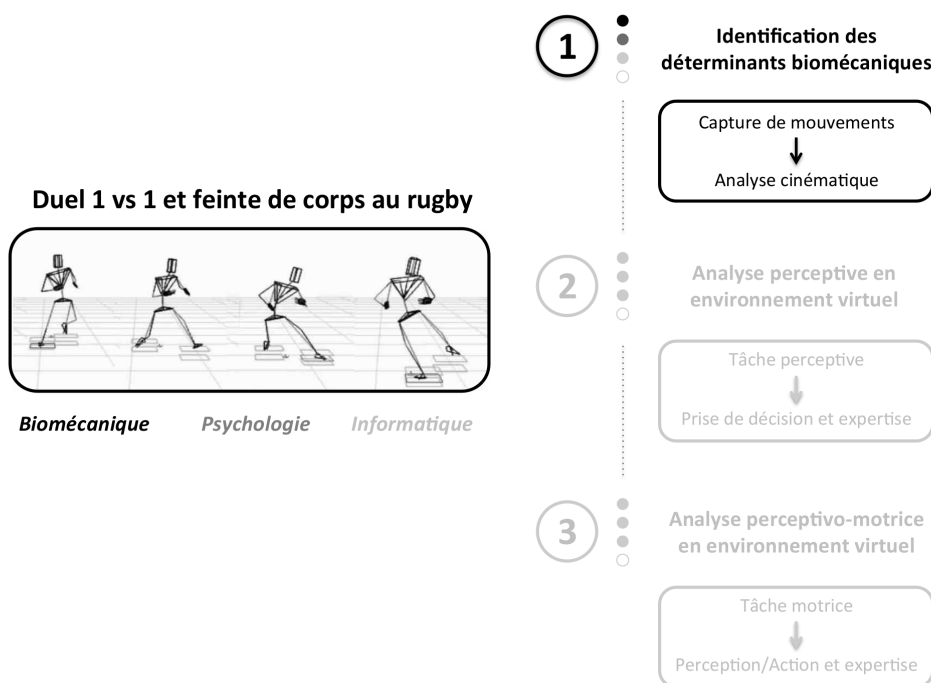 Duel 1 vs 1 et feinte de corps au rugby
Biomécanique Psychologie Informatique
1
Identification des
déterminants biomécaniques
Capture de mouvements
Analyse cinématique
2
Analyse perceptive en
environnement virtuel
Tâche perceptive
Prise de décision et expertise
3
Analyse perceptivo-motrice
en environnement virtuel
Tâche motrice
Perception/Action et expertise